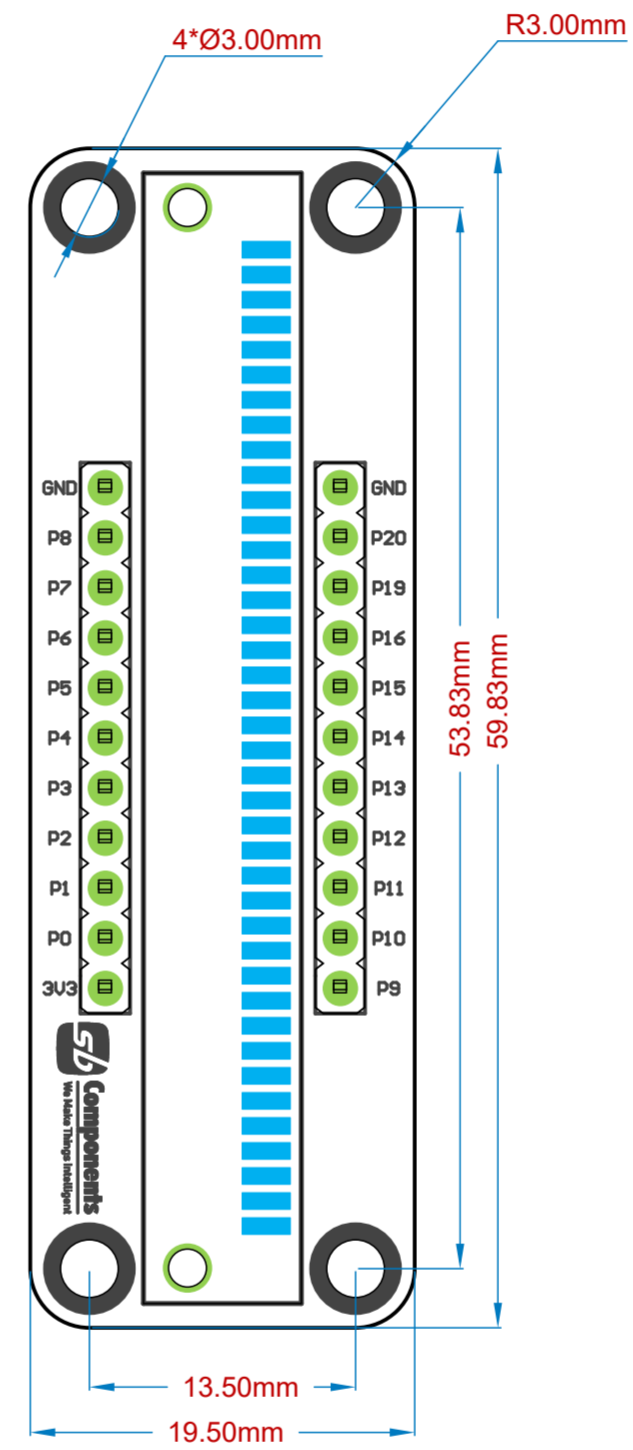 4*Ø3.00mm
R3.00mm
GND
P8
P7
P6
P5
P4
P3
P2
P1
P0
3V3
GND
P20
P19
P16
P15
P14
P13
P12
P11
P10
P9
53.83mm
59.83mm
sb
Components
We Make Things Intelligent
13.50mm
19.50mm